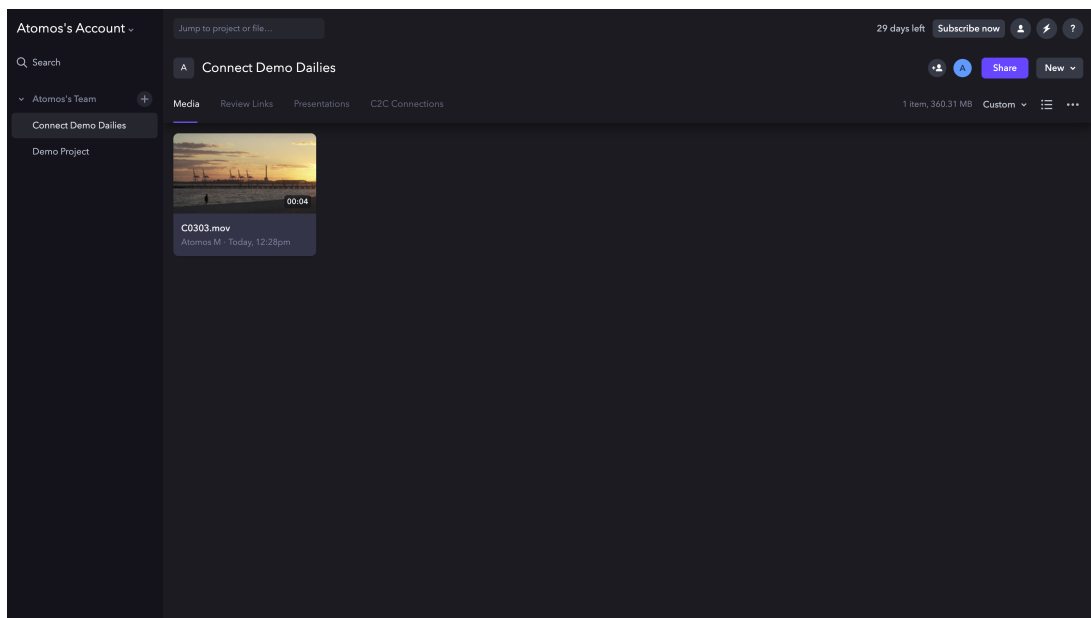 Atomos's Account
Jump to project or file...
29 days left
Subscribe now
?
Search
A
Connect Demo Dailies
A
Share
New
Atomos's Team
Media
Review Links
Presentations
C2C Connections
1 item, 360.31 MB
Custom
Connect Demo Dailies
Demo Project
00:04
C0303.mov
Atomos M · Today, 12:28pm